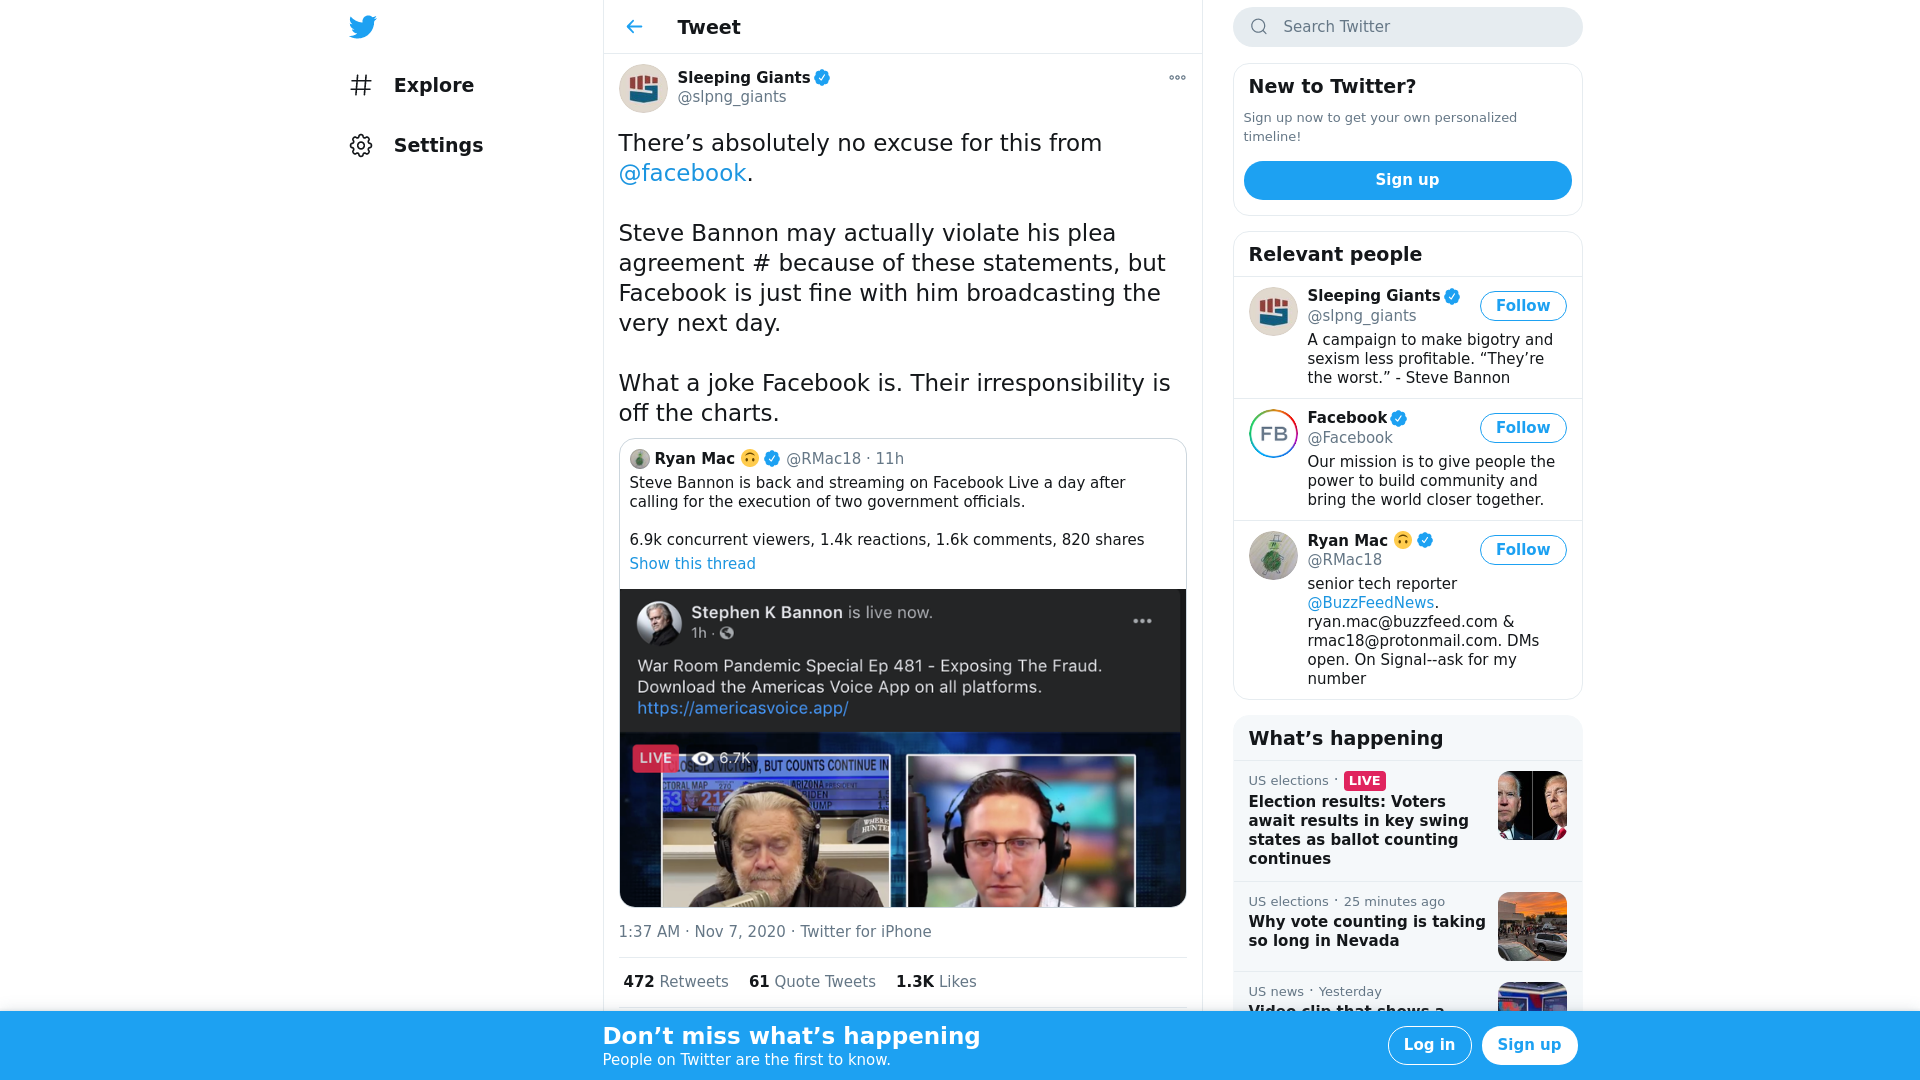 Explore
Settings
Tweet
Sleeping Giants
@slpng_giants
There’s absolutely no excuse for this from
@facebook.
Steve Bannon may actually violate his plea
agreement # because of these statements, but
Facebook is just fine with him broadcasting the
very next day.
What a joke Facebook is. Their irresponsibility is
off the charts.
Ryan Mac 🙃 @RMac18 · 11h
Steve Bannon is back and streaming on Facebook Live a day after
calling for the execution of two government officials.
6.9k concurrent viewers, 1.4k reactions, 1.6k comments, 820 shares
Show this thread
Stephen K Bannon is live now.
1h ·
War Room Pandemic Special Ep 481 - Exposing The Fraud.
Download the Americas Voice App on all platforms.
https://americasvoice.app/
LIVE 6.7K
TO VICTORY, BUT COUNTS CONTINUE IN
ARIZONA
1:37 AM · Nov 7, 2020 · Twitter for iPhone
472 Retweets 61 Quote Tweets 1.3K Likes
Search Twitter
New to Twitter?
Sign up now to get your own personalized
timeline!
Sign up
Relevant people
Sleeping Giants
@slpng_giants
Follow
A campaign to make bigotry and
sexism less profitable. “They’re
the worst.” - Steve Bannon
FB
Facebook
@Facebook
Follow
Our mission is to give people the
power to build community and
bring the world closer together.
Ryan Mac 🙃
@RMac18
Follow
senior tech reporter
@BuzzFeedNews.
ryan.mac@buzzfeed.com &
rmac18@protonmail.com. DMs
open. On Signal--ask for my
number
What’s happening
US elections · LIVE
Election results: Voters
await results in key swing
states as ballot counting
continues
US elections · 25 minutes ago
Why vote counting is taking
so long in Nevada
US news · Yesterday
Video clip that shows a
Don’t miss what’s happening
People on Twitter are the first to know.
Log in
Sign up